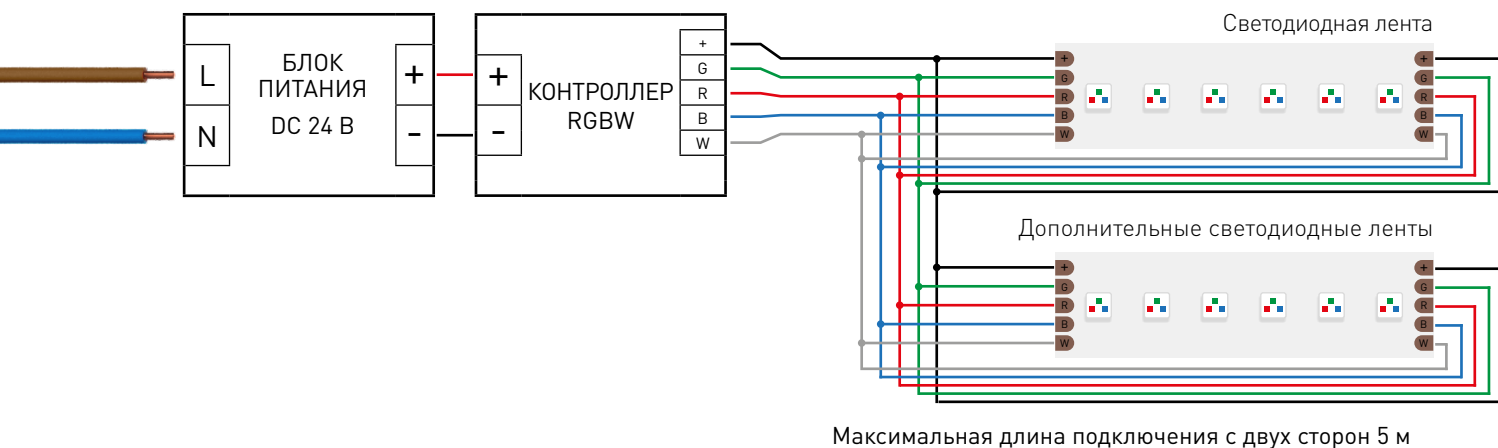 Светодиодная лента
L
N
БЛОК
ПИТАНИЯ
DC 24 В
+
-
+
-
КОНТРОЛЛЕР
RGBW
+
G
R
B
W
+
G
R
B
W
+
G
R
B
W
Дополнительные светодиодные ленты
+
G
R
B
W
+
G
R
B
W
Максимальная длина подключения с двух сторон 5 м